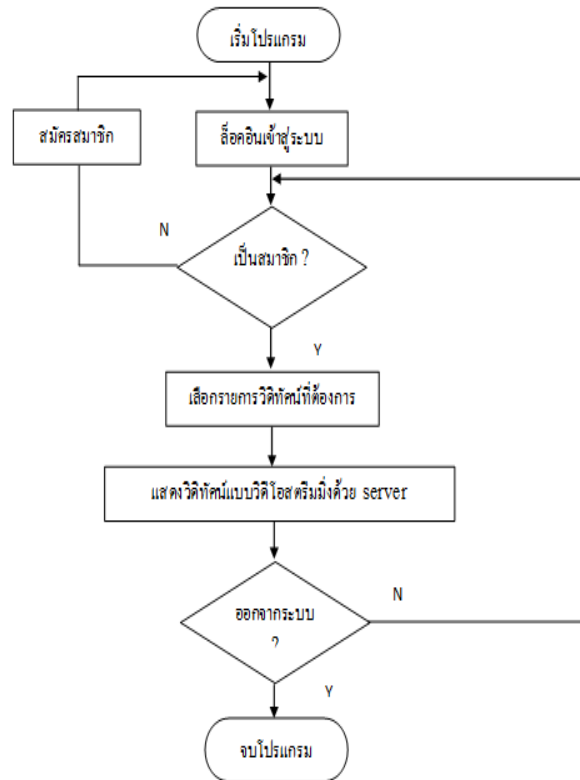 เริ่มโปรแกรม
สมัครสมาชิก
ล็อคอินเข้าสู่ระบบ
N
เป็นสมาชิก ?
Y
เลือกรายการวิดิทัศน์ที่ต้องการ
แสดงวิดิทัศน์แบบวิดีโอสตรีมมิ่งด้วย server
ออกจากระบบ
?
N
Y
จบโปรแกรม